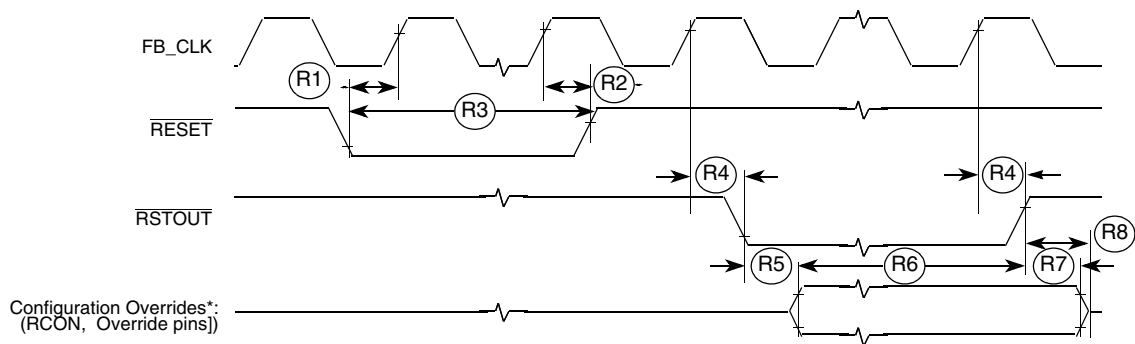 FB_CLK
R1
R2
R3
RESET
R4
R4
RSTOUT
R8
R5
R6
R7
Configuration Overrides*:
(RCON, Override pins])